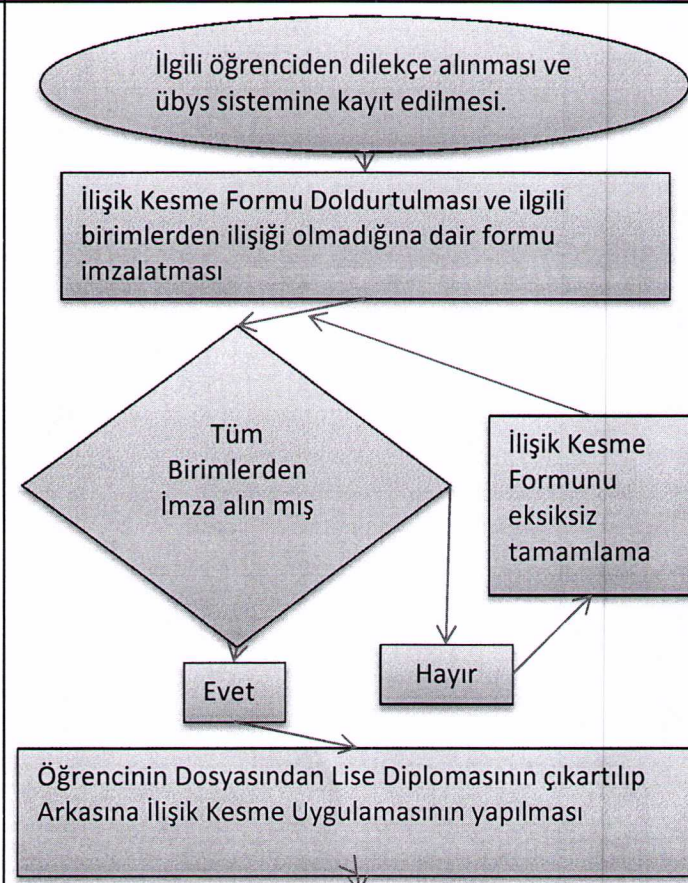 İlgili öğrenciden dilekçe alınması ve
übys sistemine kayıt edilmesi.
İlişik Kesme Formu Doldurtulması ve ilgili
birimlerden ilişiği olmadığına dair formu
imzalatması
Tüm
Birimlerden
İmza alın mış
İlişik Kesme
Formunu
eksiksiz
tamamlama
Evet
Hayır
Öğrencinin Dosyasından Lise Diplomasının çıkartılıp
Arkasına İlişik Kesme Uygulamasının yapılması